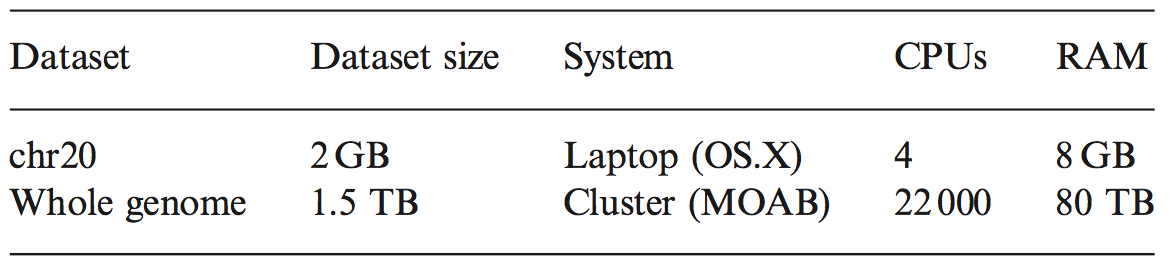 Dataset Dataset size System CPUs RAM
chr20 2 GB Laptop (OS.X) 4 8 GB
Whole genome 1.5 TB Cluster (MOAB) 22 000 80 TB